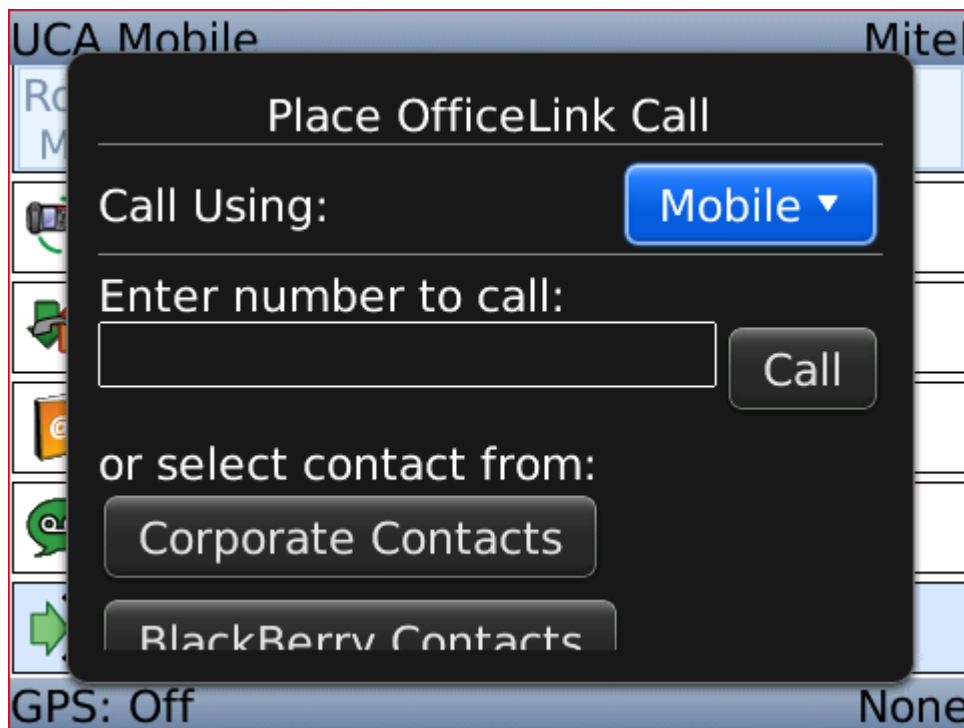 UCA Mobile Mitel
Ro
M
Place OfficeLink Call
Call Using: Mobile
Enter number to call:
Call
or select contact from:
Corporate Contacts
BlackBerry Contacts
GPS: Off None